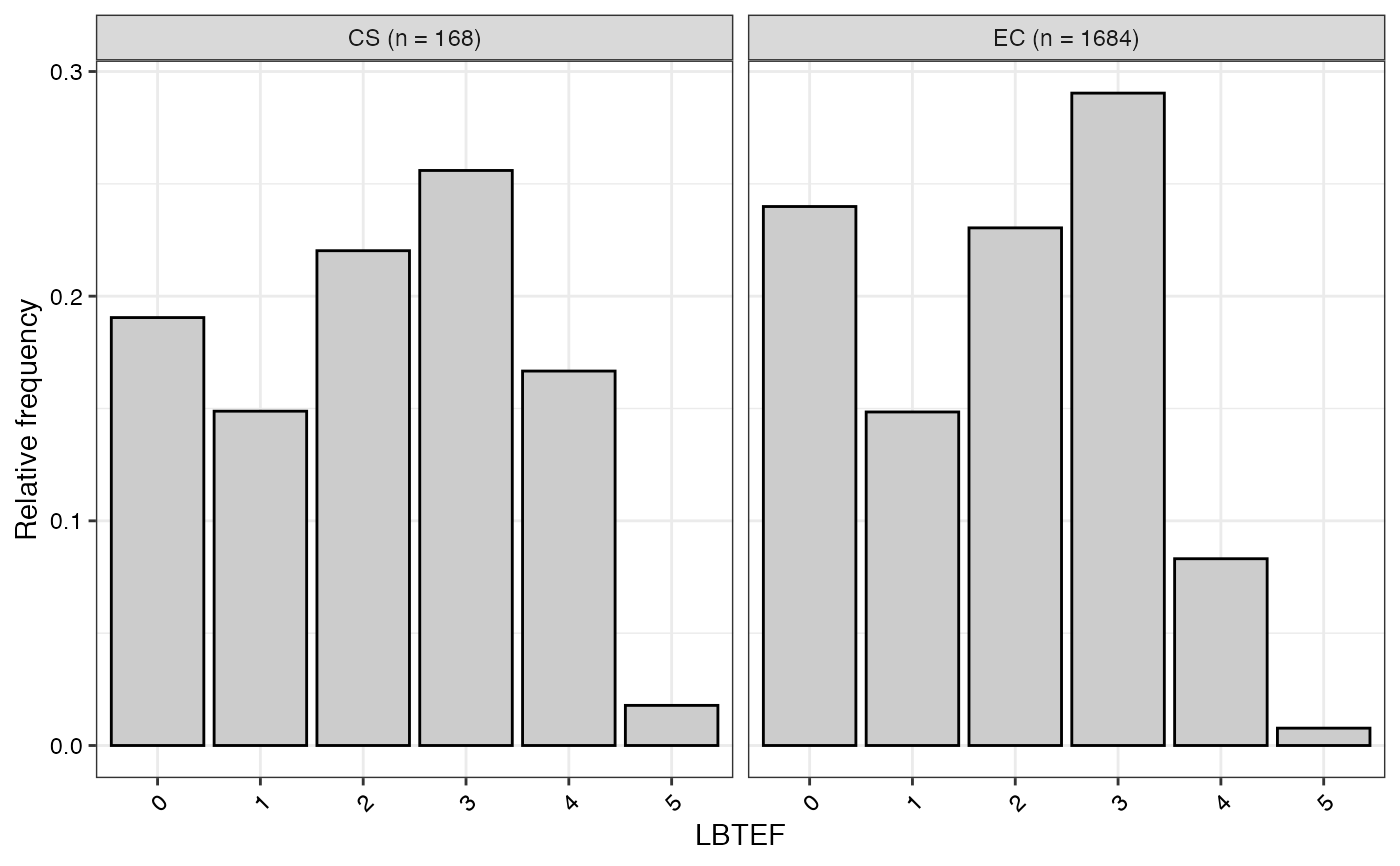 CS (n = 168)
EC (n = 1684)
Relative frequency
0.3
0.2
0.1
0.0
0 1 2 3 4 5
0 1 2 3 4 5
LBTEF